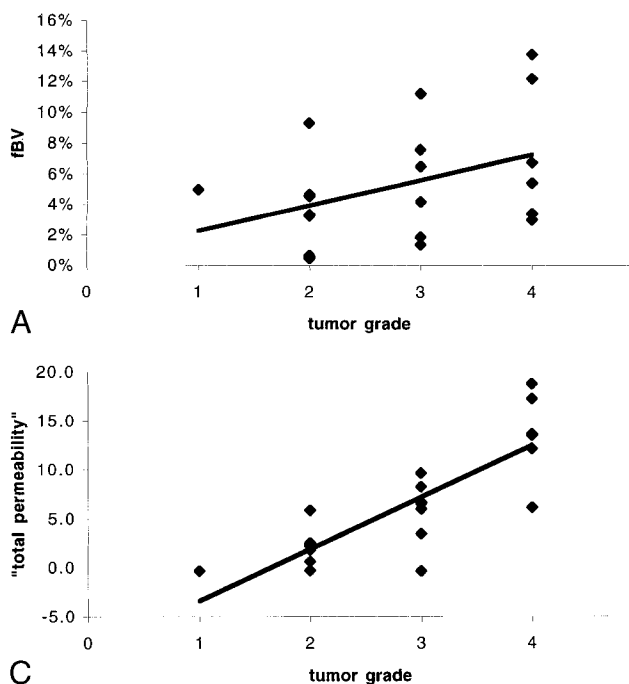 16%
14%
12%
10%
8%
6%
4%
2%
0%
fBV
0 1 2 3 4
tumor grade
A
20.0
15.0
10.0
5.0
0.0
-5.0
"total permeability"
0 1 2 3 4
tumor grade
C